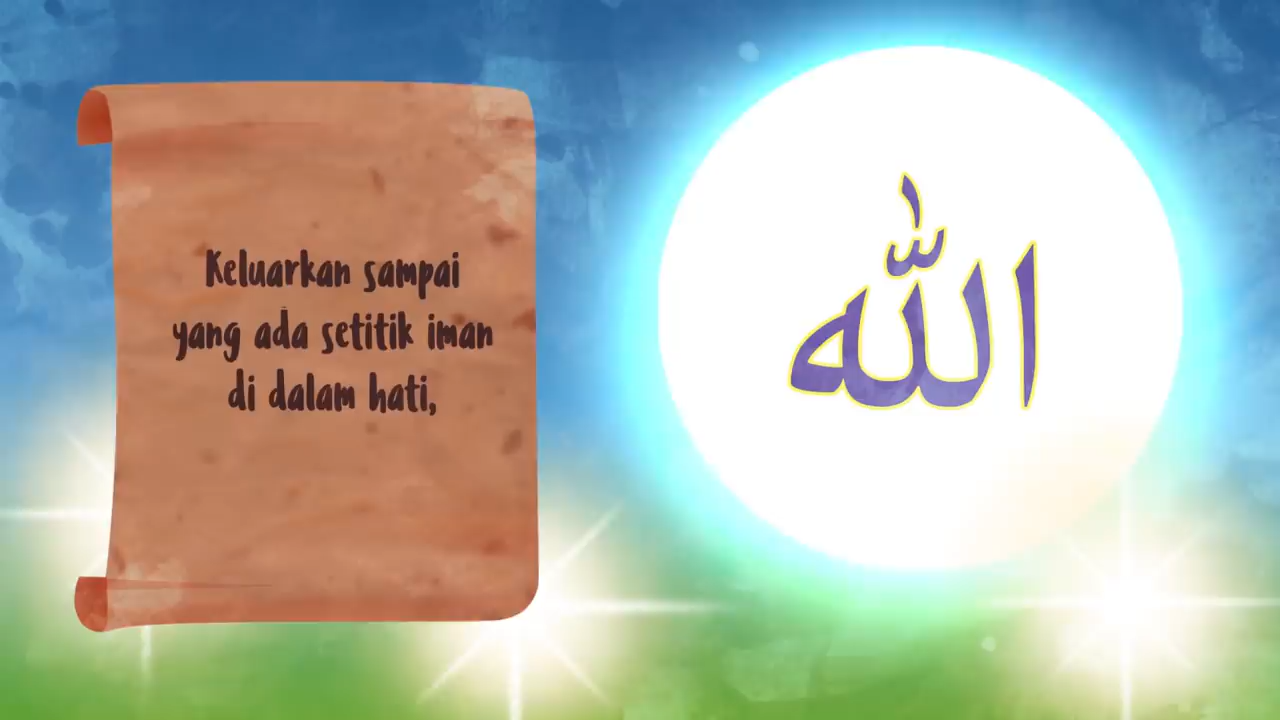 Keluarkan sampai
yang ada setitik iman
di dalam hati,
الله